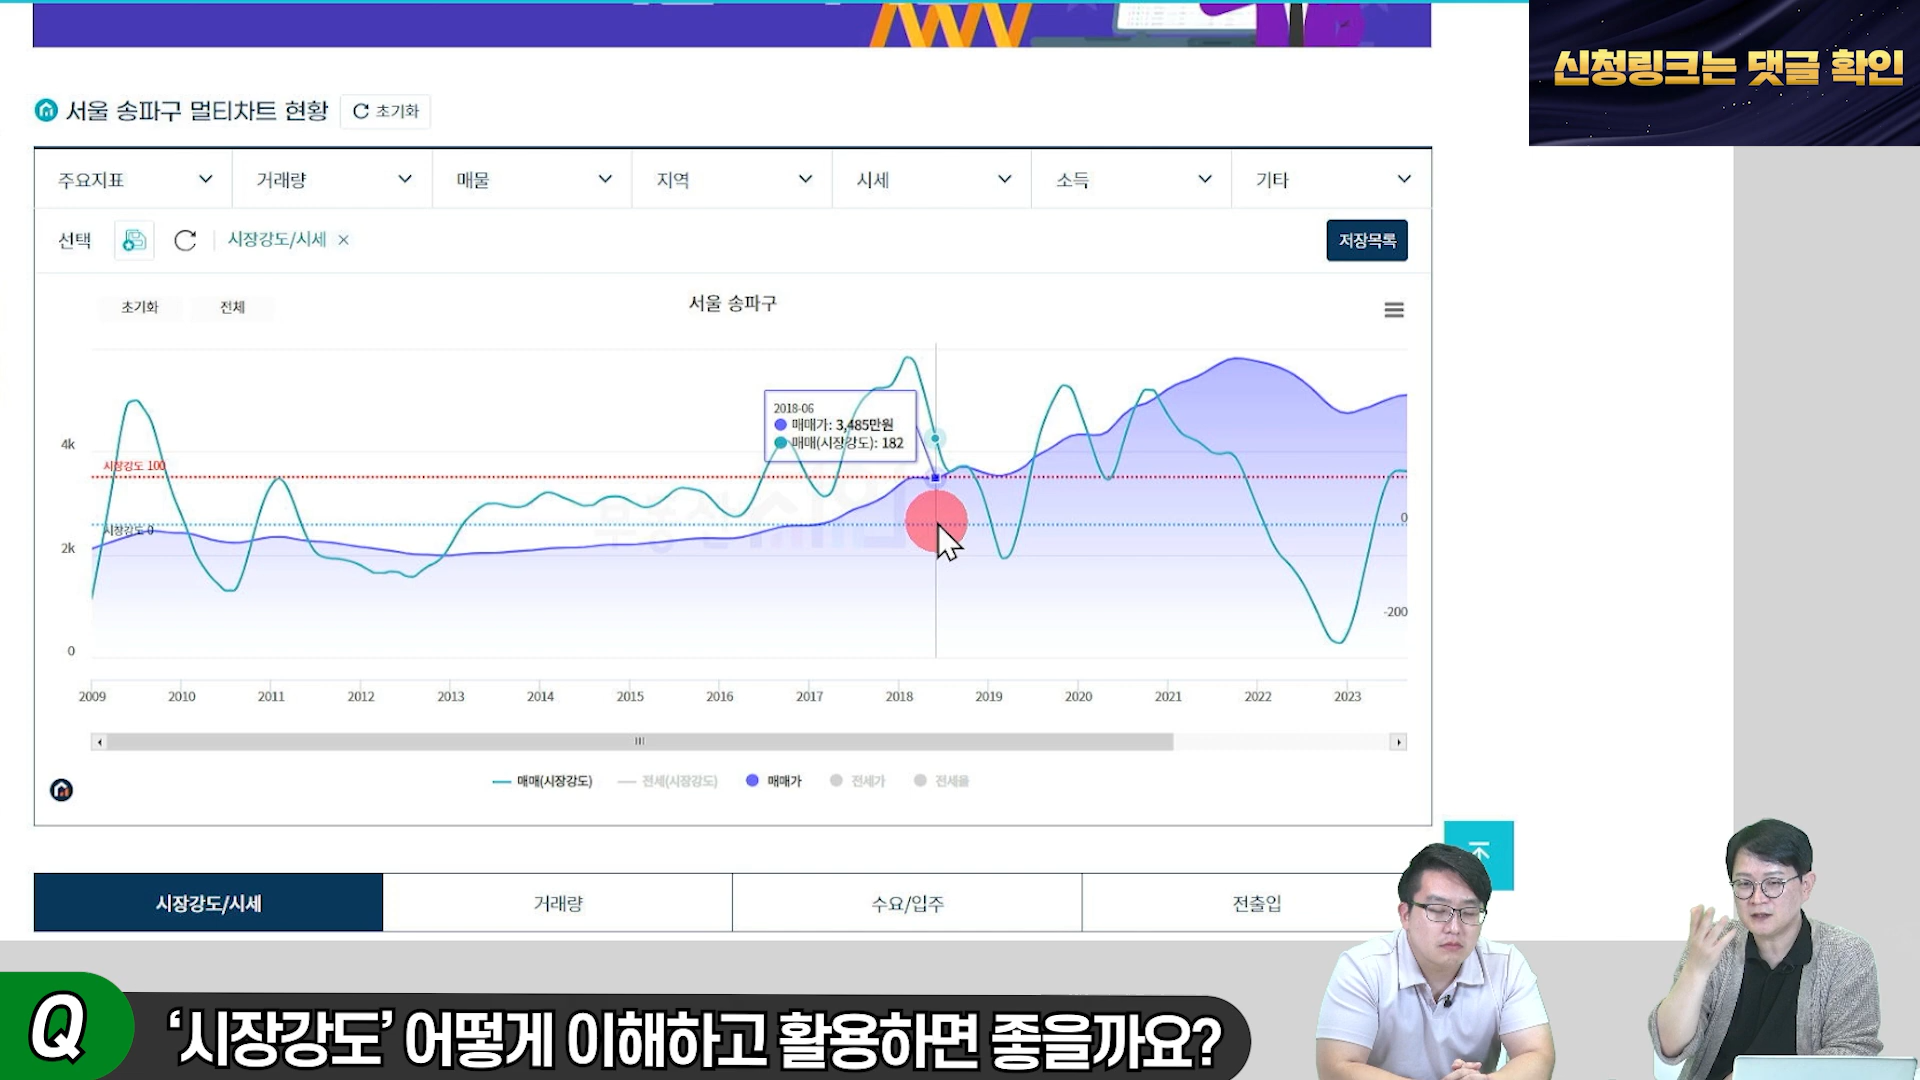 신청링크는 댓글 확인
서울 송파구 멀티차트 현황
초기화
주요지표
거래량
매물
지역
시세
소득
기타
선택
시장강도/시세 ×
저장목록
초기화
전체
서울 송파구
2018-06
매매가: 3,485만원
매매(시장강도): 182
4k
시장강도 100
시장강도 0
0
2k
-200
0
2009 2010 2011 2012 2013 2014 2015 2016 2017 2018 2019 2020 2021 2022 2023
매매(시장강도)
전세(시장강도)
매매가
전세가
전세율
시장강도/시세
거래량
수요/입주
전출입
Q
‘시장강도’ 어떻게 이해하고 활용하면 좋을까요?